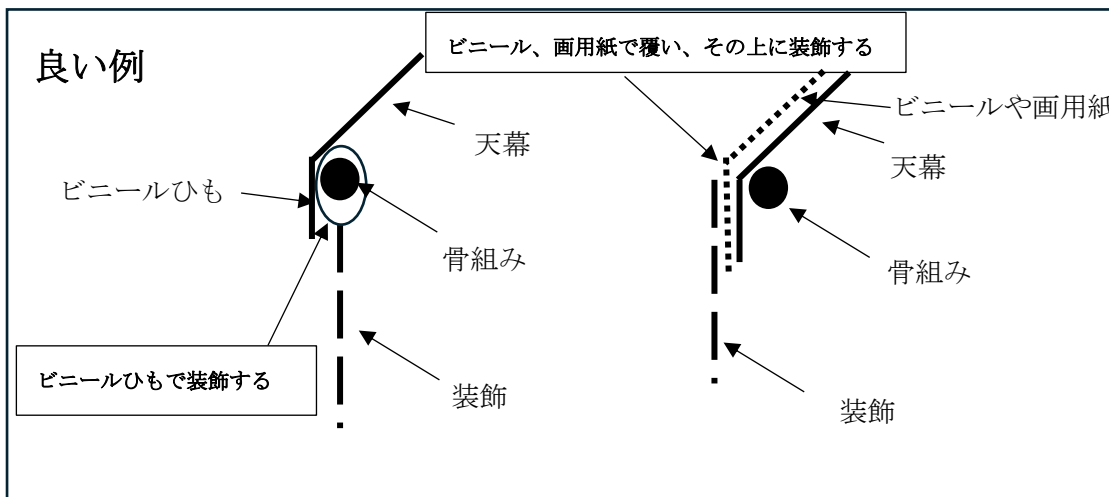 良い例
ビニール、画用紙で覆い、その上に装飾する
ビニールや画用紙
天幕
天幕
ビニールひも
骨組み
骨組み
ビニールひもで装飾する
装飾
装飾